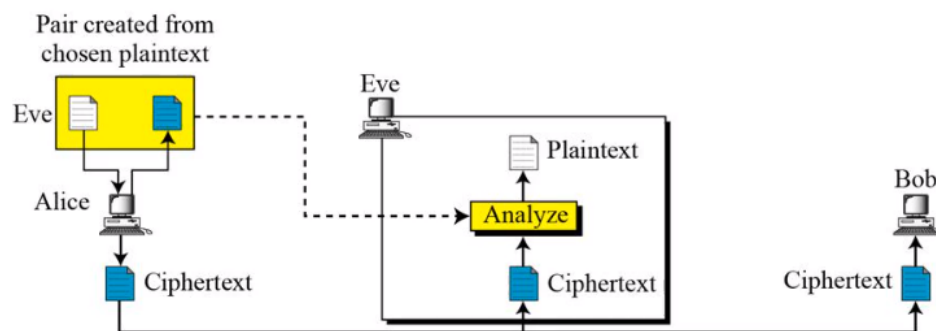 Pair created from
chosen plaintext
Eve
Eve
Plaintext
Alice
Bob
Analyze
Ciphertext
Ciphertext
Ciphertext